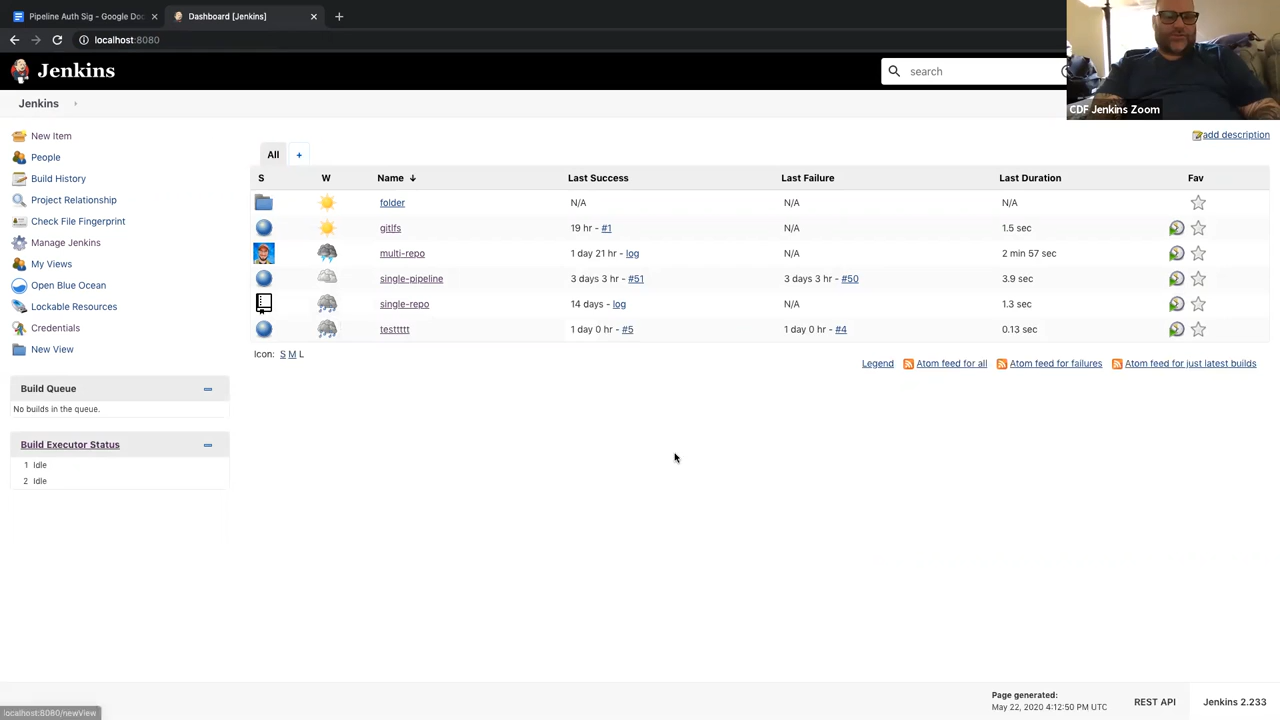 Pipeline Auth Sig - Google Doc
Dashboard [Jenkins]
localhost:8080
Jenkins
search
CDF Jenkins Zoom
Jenkins
add description
New Item
People
Build History
Project Relationship
Check File Fingerprint
Manage Jenkins
My Views
Open Blue Ocean
Lockable Resources
Credentials
New View
All +
S W Name ↓ Last Success Last Failure Last Duration Fav
folder N/A N/A N/A
gitlfs 19 hr - #1 N/A 1.5 sec
multi-repo 1 day 21 hr - log N/A 2 min 57 sec
single-pipeline 3 days 3 hr - #51 3 days 3 hr - #50 3.9 sec
single-repo 14 days - log N/A 1.3 sec
testtttt 1 day 0 hr - #5 1 day 0 hr - #4 0.13 sec
Icon: S M L
Legend Atom feed for all Atom feed for failures Atom feed for just latest builds
Build Queue
No builds in the queue.
Build Executor Status
1 Idle
2 Idle
Page generated:
May 22, 2020 4:12:50 PM UTC
REST API
Jenkins 2.233
localhost:8080/newView